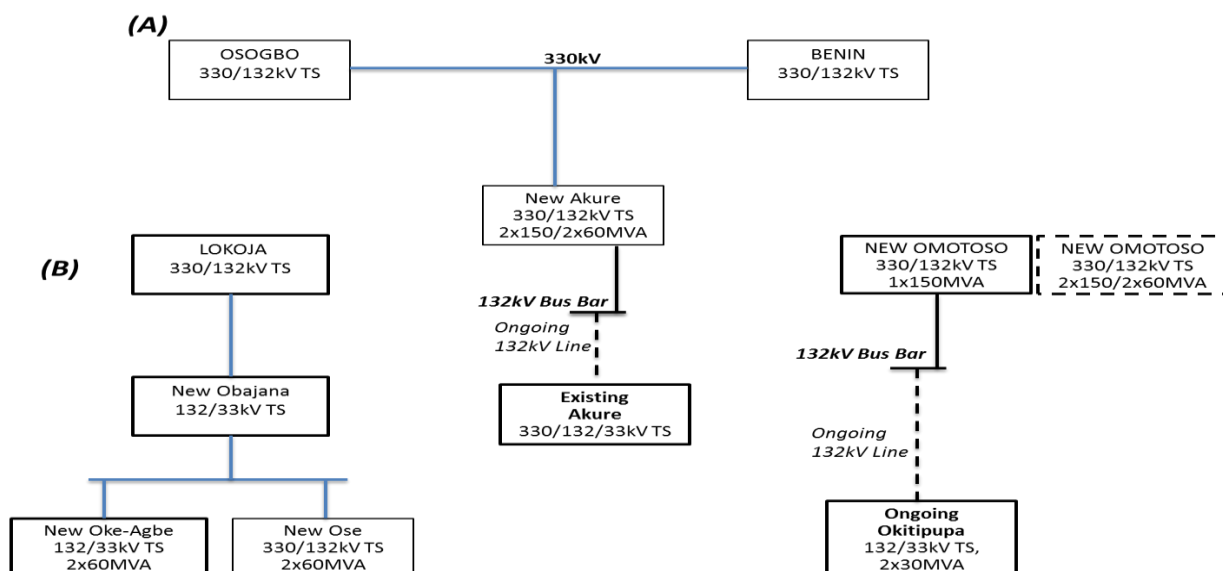 (A)
OSOGBO
330/132kV TS
330kV
BENIN
330/132kV TS
New Akure
330/132kV TS
2x150/2x60MVA
132kV Bus Bar
Ongoing
132kV Line
Existing
Akure
330/132/33kV TS
(B)
LOKOJA
330/132kV TS
New Obajana
132/33kV TS
New Oke-Agbe
132/33kV TS
2x60MVA
New Ose
330/132kV TS
2x60MVA
NEW OMOTOSO
330/132kV TS
1x150MVA
NEW OMOTOSO
330/132kV TS
2x150/2x60MVA
132kV Bus Bar
Ongoing
132kV Line
Ongoing
Okitipupa
132/33kV TS,
2x30MVA